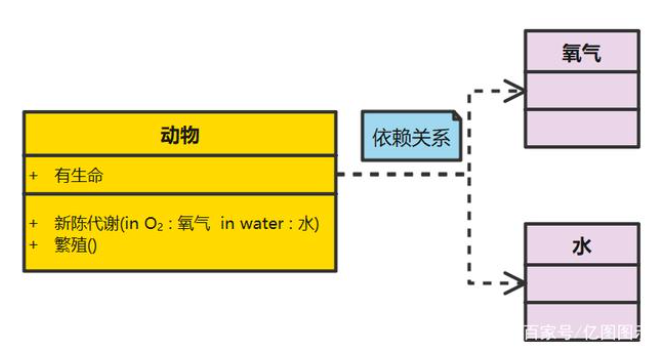 氧气
动物
依赖关系
+ 有生命
+ 新陈代谢(in O₂ : 氧气 in water : 水)
+ 繁殖()
水
百家号/亿图图示